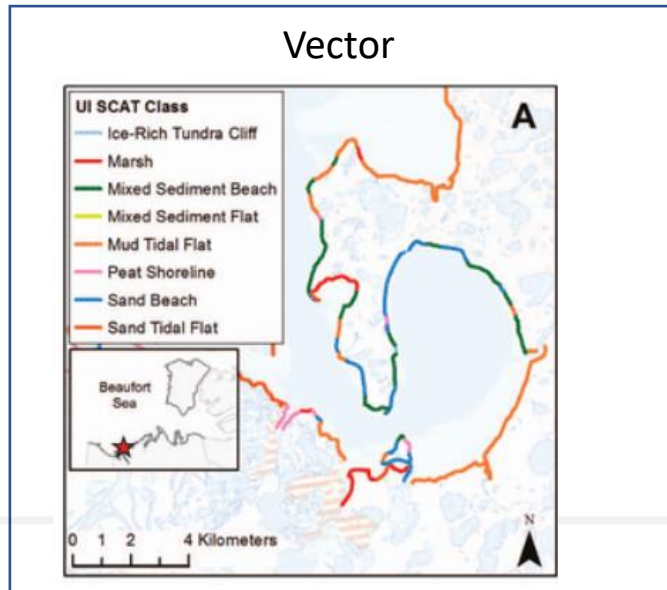 Vector
UI SCAT Class
A
Ice-Rich Tundra Cliff
Marsh
Mixed Sediment Beach
Mixed Sediment Flat
Mud Tidal Flat
Peat Shoreline
Sand Beach
Sand Tidal Flat
Beaufort
Sea
N
0 1 2 4 Kilometers